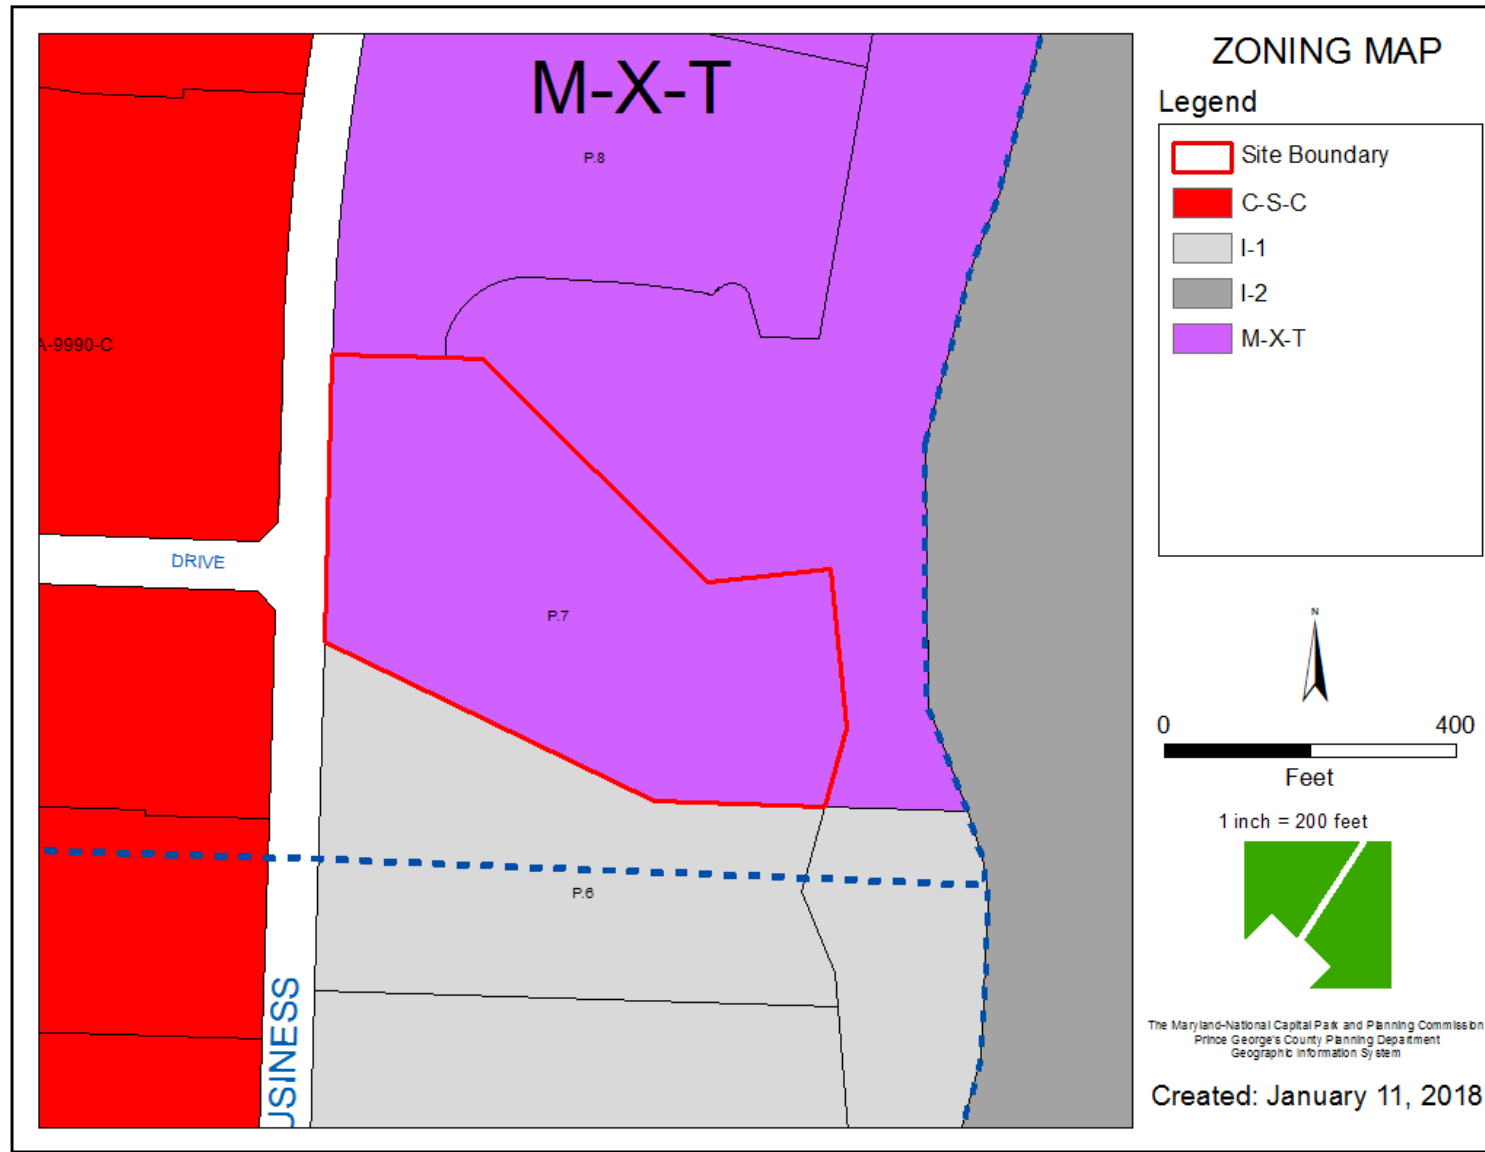 ZONING MAP
Legend
Site Boundary
C-S-C
I-1
I-2
M-X-T
M-X-T
P.8
A-9990-C
DRIVE
P.7
P.6
USINESS
N
0 400
Feet
1 inch = 200 feet
The Maryland-National Capital Park and Planning Commission
Prince George's County Planning Department
Geographic Information System
Created: January 11, 2018